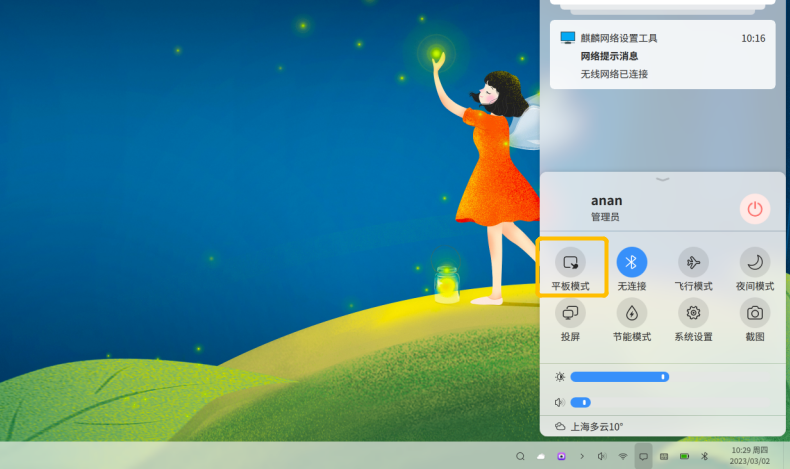 麒麟网络设置工具 10:16
网络提示消息
无线网络已连接
anan
管理员
平板模式 无连接 飞行模式 夜间模式
投屏 节能模式 系统设置 截图
上海多云10°
10:29 周四
2023/03/02